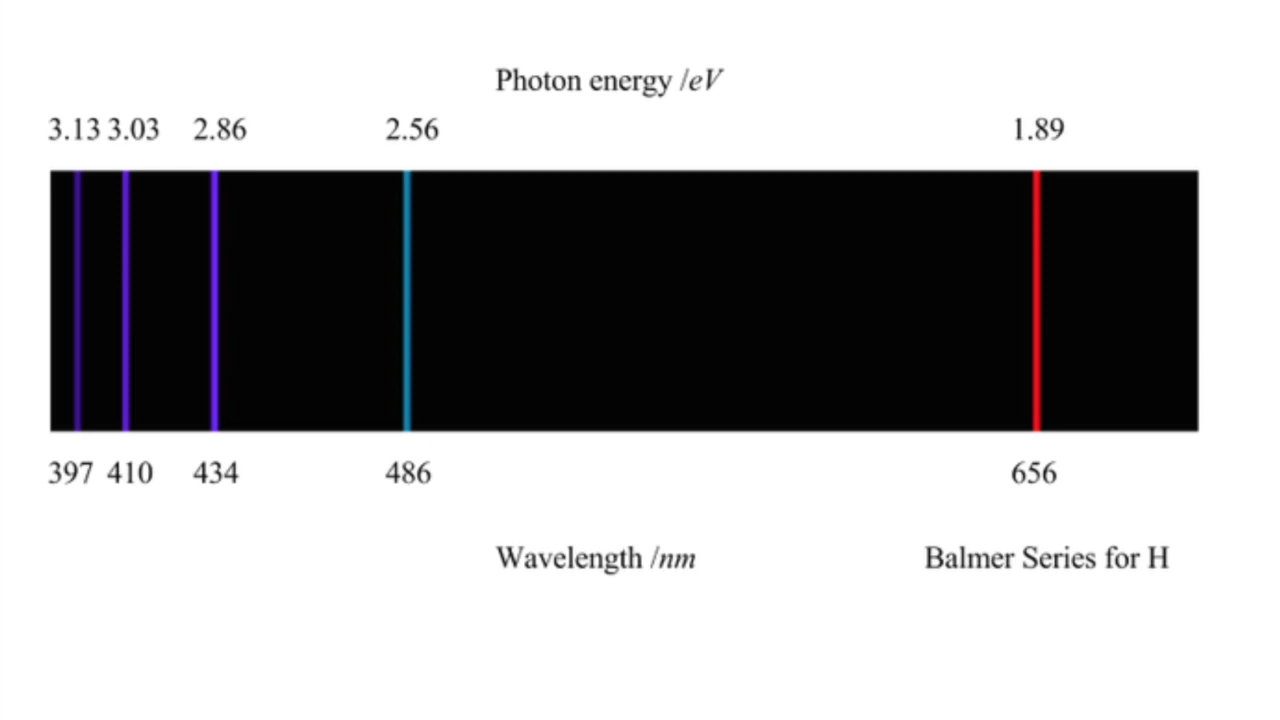 Photon energy /eV
3.13 3.03 2.86 2.56 1.89
397 410 434 486 656
Wavelength /nm Balmer Series for H